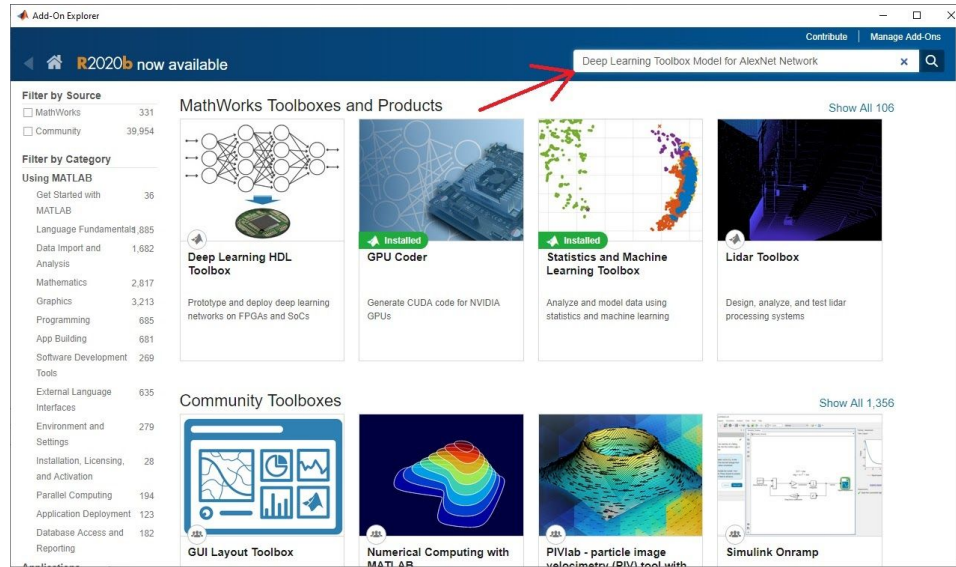 Add-On Explorer
Contribute
Manage Add-Ons
R2020b now available
Deep Learning Toolbox Model for AlexNet Network
Filter by Source
MathWorks 331
Community 39,954
Filter by Category
Using MATLAB
Get Started with 36
MATLAB
Language Fundamentals 1,885
Data Import and 1,682
Analysis
Mathematics 2,817
Graphics 3,213
Programming 685
App Building 681
Software Development 269
Tools
External Language 635
Interfaces
Environment and 279
Settings
Installation, Licensing, 28
and Activation
Parallel Computing 194
Application Deployment 123
Database Access and 182
Reporting
Applications
MathWorks Toolboxes and Products
Show All 106
Deep Learning HDL
Toolbox
Prototype and deploy deep learning
networks on FPGAs and SoCs
Installed
GPU Coder
Generate CUDA code for NVIDIA
GPUs
Installed
Statistics and Machine
Learning Toolbox
Analyze and model data using
statistics and machine learning
Lidar Toolbox
Design, analyze, and test lidar
processing systems
Community Toolboxes
Show All 1,356
GUI Layout Toolbox
Numerical Computing with
MATLAB
PIVlab - particle image
velocimetry (PIV) tool with
Simulink Onramp